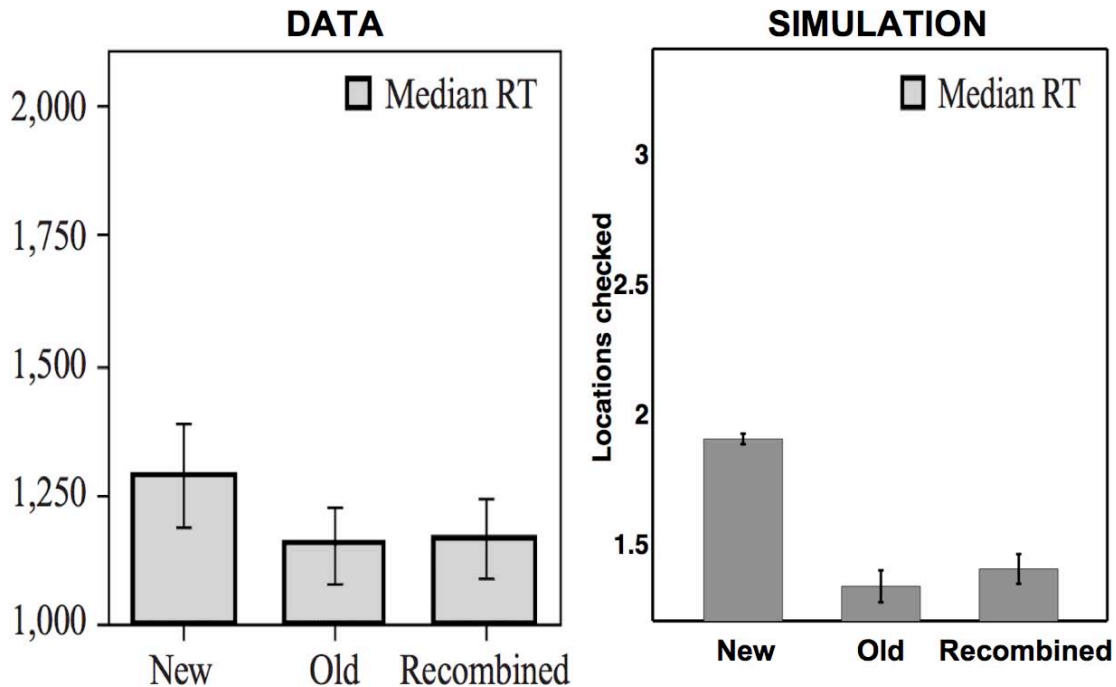 DATA
Median RT
2,000
1,750
1,500
1,250
1,000
New Old Recombined
SIMULATION
Median RT
Locations checked
3
2.5
2
1.5
New Old Recombined